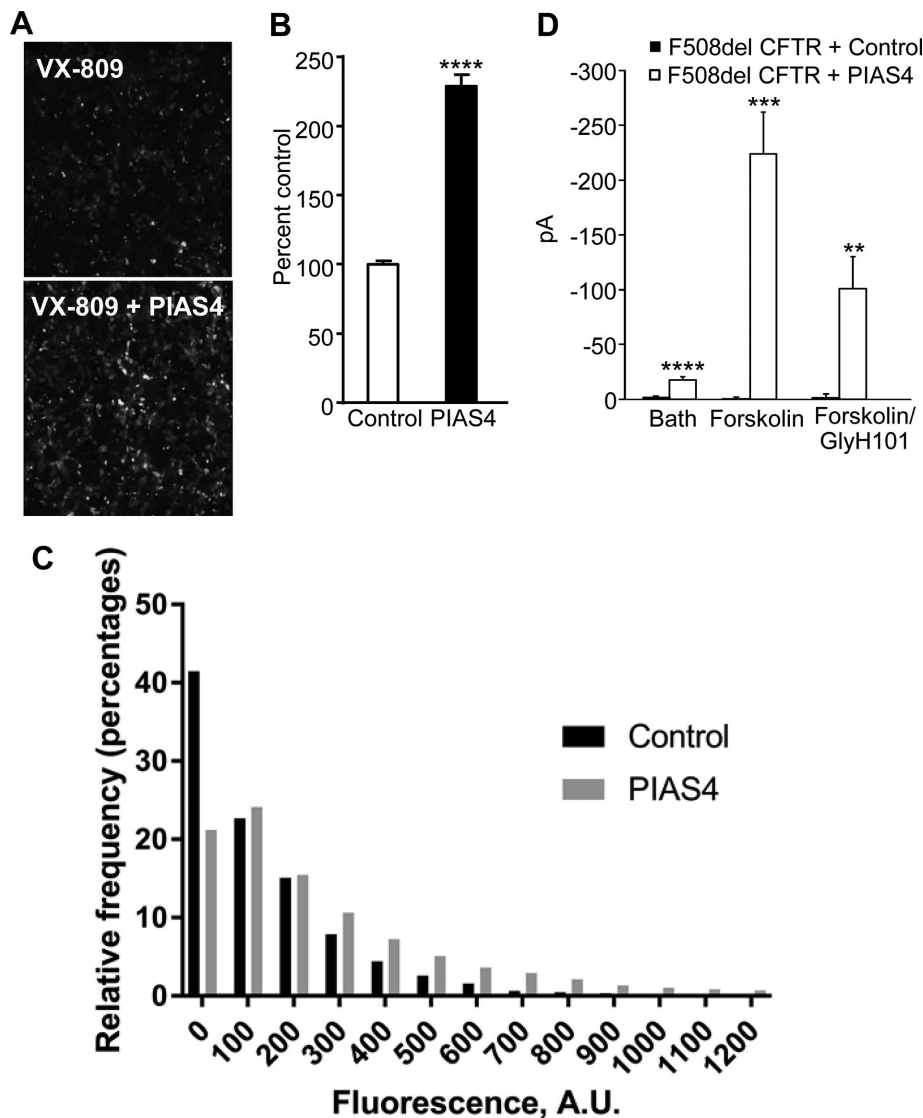 A
VX-809
VX-809 + PIAS4
B
250
200
150
100
50
0
Percent control
****
Control PIAS4
D
F508del CFTR + Control
F508del CFTR + PIAS4
-300
-250
-200
-150
-100
-50
0
pA
****
***
**
Bath Forskolin Forskolin/
GlyH101
C
50
40
30
20
10
0
Relative frequency (percentages)
Control
PIAS4
0 100 200 300 400 500 600 700 800 900 1000 1100 1200
Fluorescence, A.U.